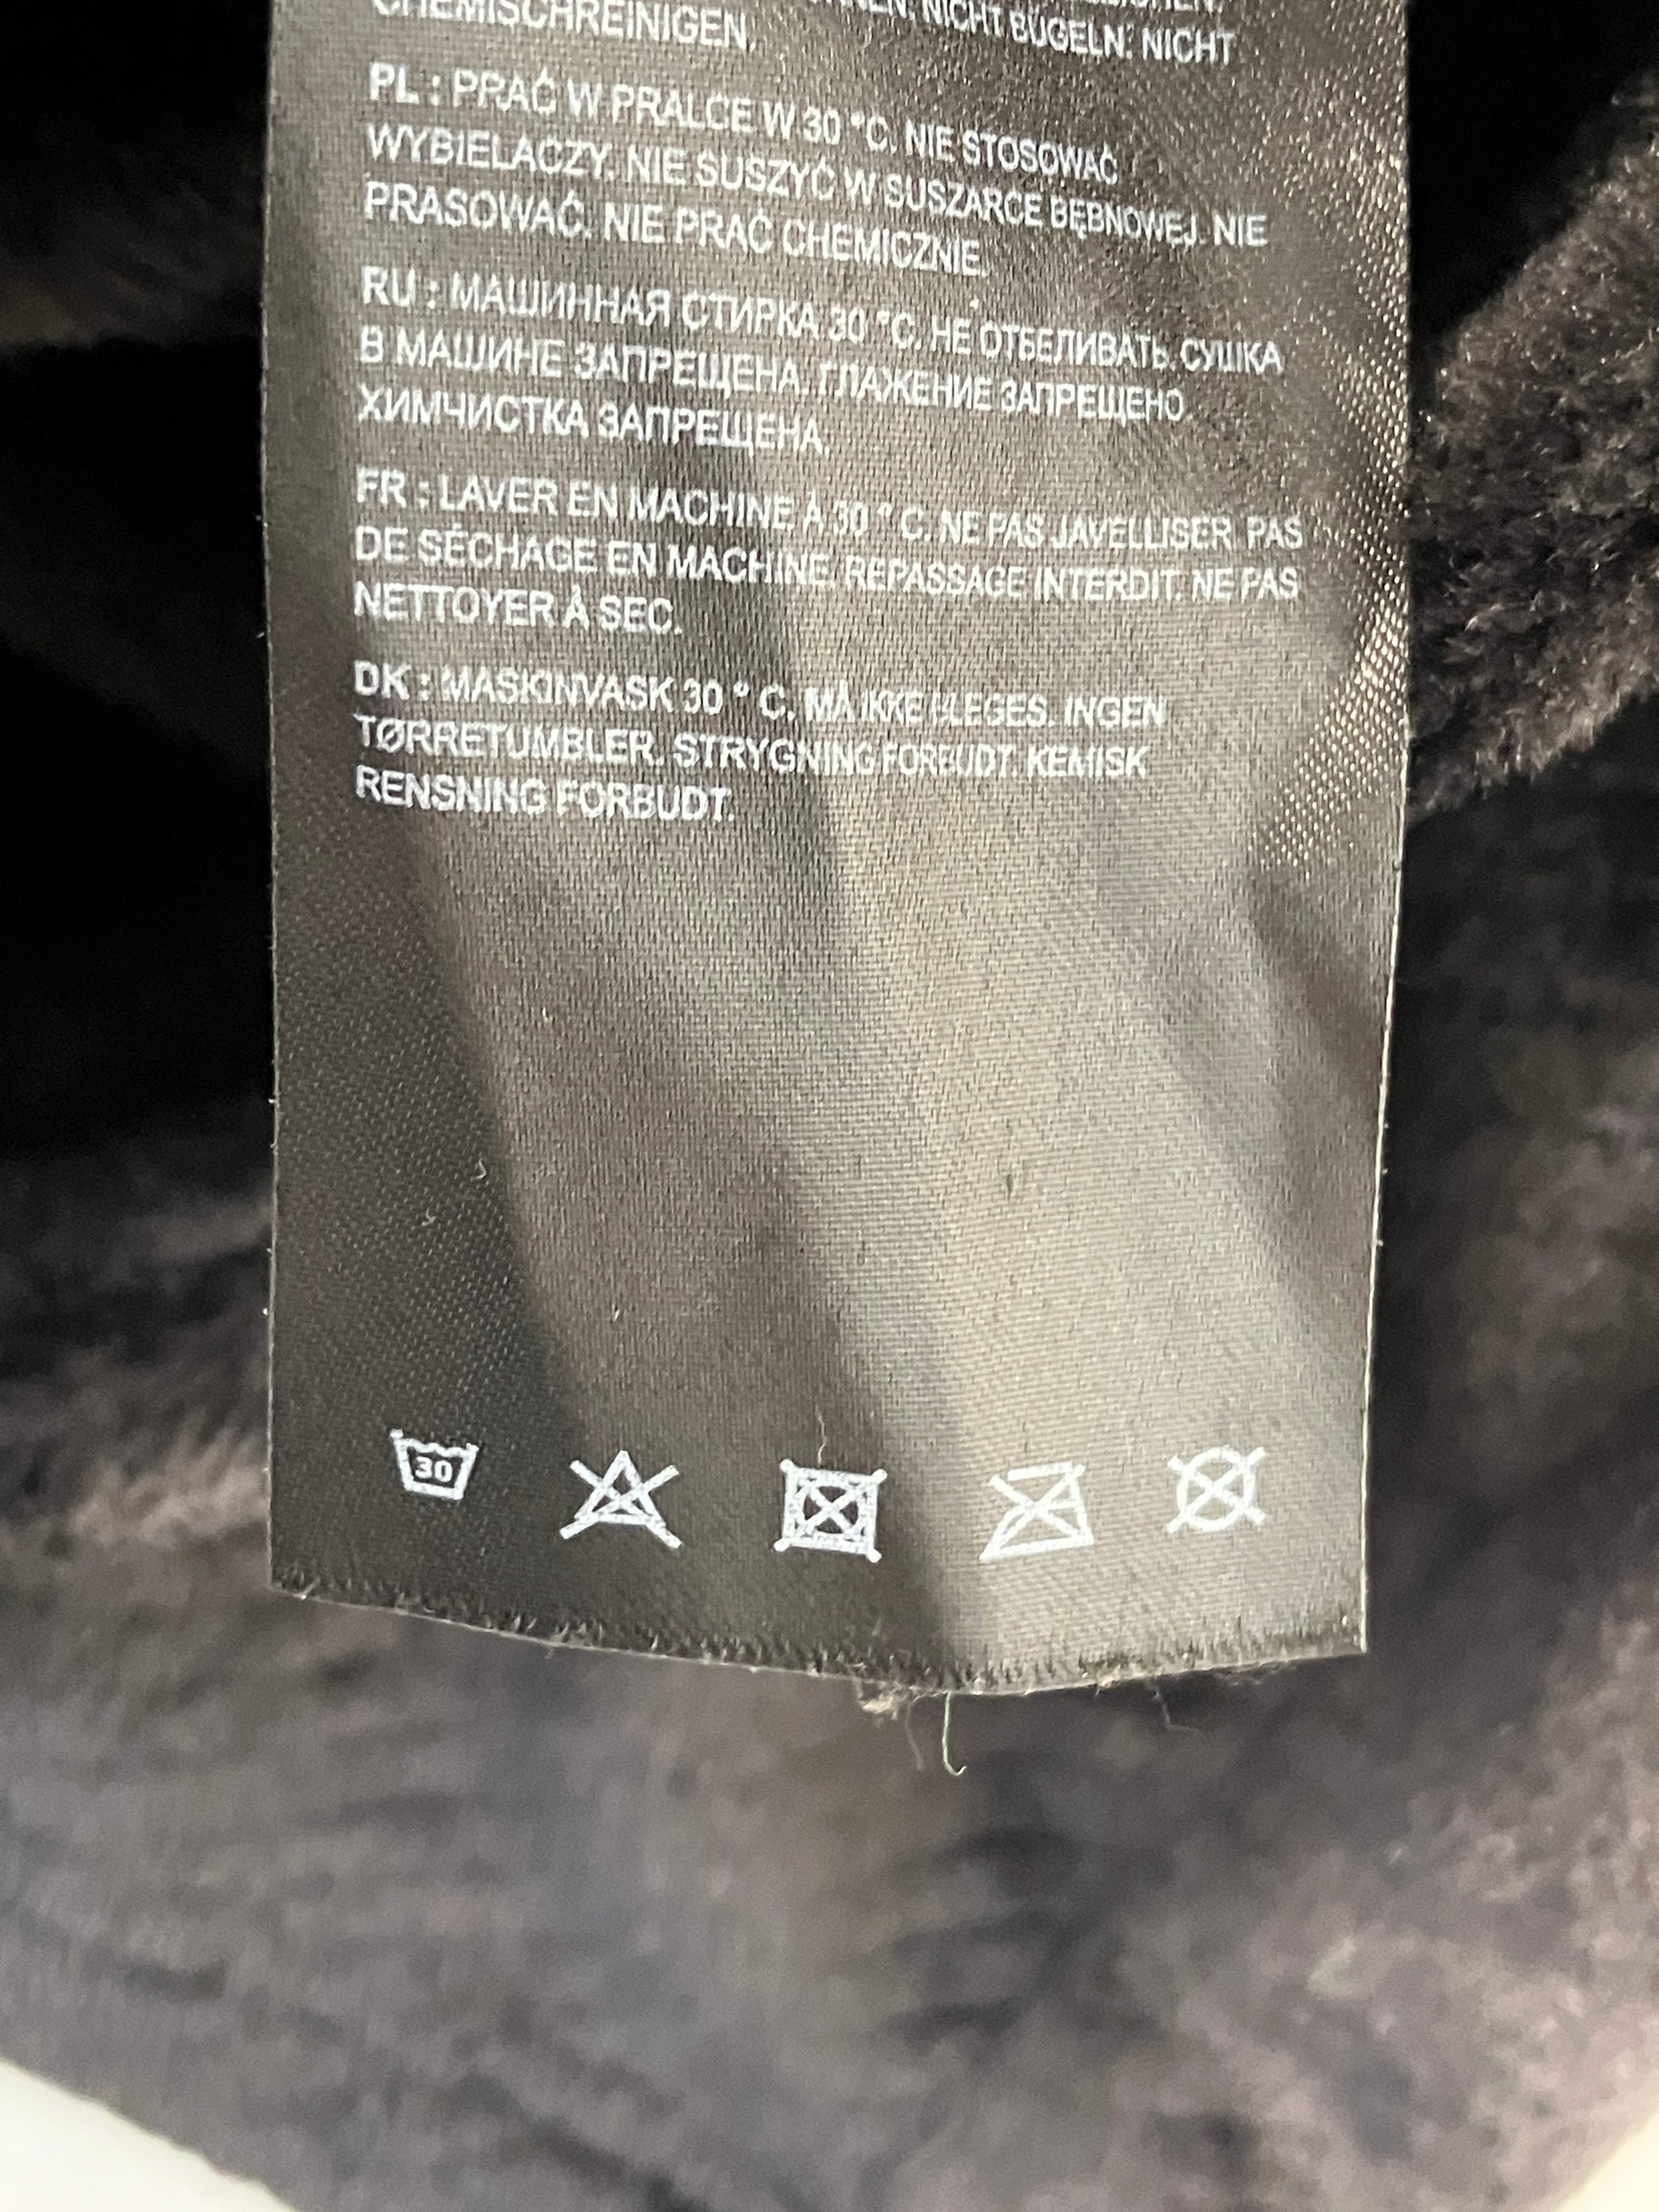 CHEMISCHREINIGEN. NICHT BÜGELN. NICHT
PL : PRAĆ W PRALCE W 30 °C. NIE STOSOWAĆ
WYBIELACZY. NIE SUSZYĆ W SUSZARCE BĘBNOWEJ. NIE
PRASOWAĆ. NIE PRAĆ CHEMICZNIE.
RU : МАШИННАЯ СТИРКА 30 °C. НЕ ОТБЕЛИВАТЬ. СУШКА
В МАШИНЕ ЗАПРЕЩЕНА. ГЛАЖЕНИЕ ЗАПРЕЩЕНО
ХИМЧИСТКА ЗАПРЕЩЕНА.
FR : LAVER EN MACHINE À 30 ° C. NE PAS JAVELLISER. PAS
DE SÉCHAGE EN MACHINE. REPASSAGE INTERDIT. NE PAS
NETTOYER À SEC.
DK : MASKINVASK 30 ° C. MÅ IKKE BLEGES. INGEN
TØRRETUMBLER. STRYGNING FORBUDT. KEMISK
RENSNING FORBUDT.
30